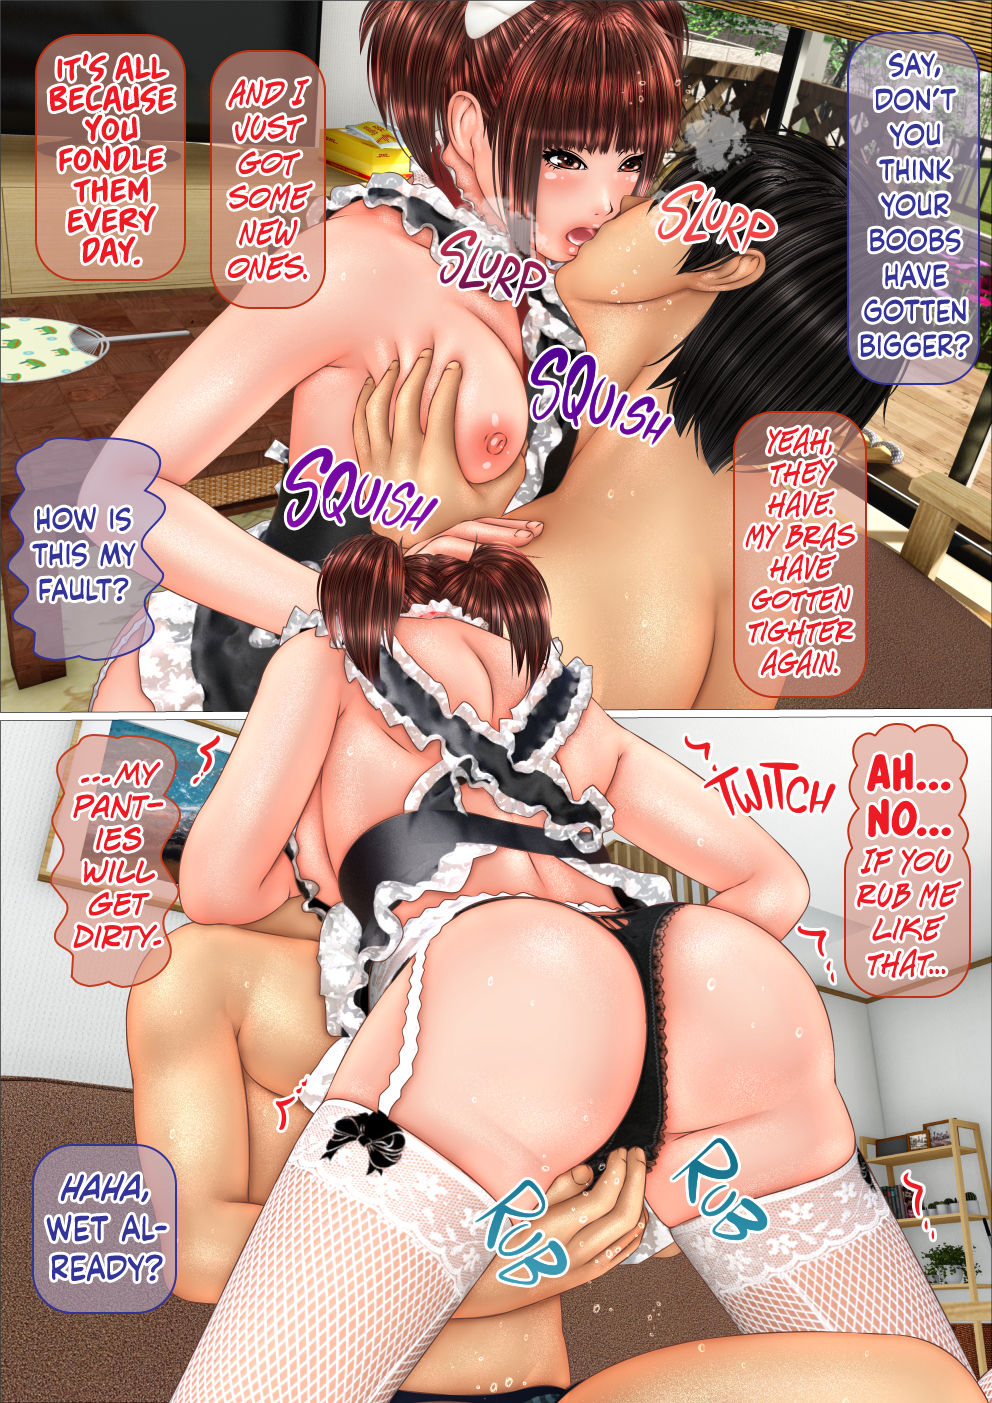 SAY,
DON'T
YOU
THINK
YOUR
BOOBS
HAVE
GOTTEN
BIGGER?
YEAH,
THEY
HAVE.
MY BRAS
HAVE
GOTTEN
TIGHTER
AGAIN.
AND I
JUST
GOT
SOME
NEW
ONES.
IT'S ALL
BECAUSE
YOU
FONDLE
THEM
EVERY
DAY.
HOW IS
THIS MY
FAULT?
SLURP
SLURP
SQUISH
SQUISH
AH...
NO...
IF YOU
RUB ME
LIKE
THAT...
TWITCH
...MY
PANT-
IES
WILL
GET
DIRTY.
HAHA,
WET AL-
READY?
RUB
RUB